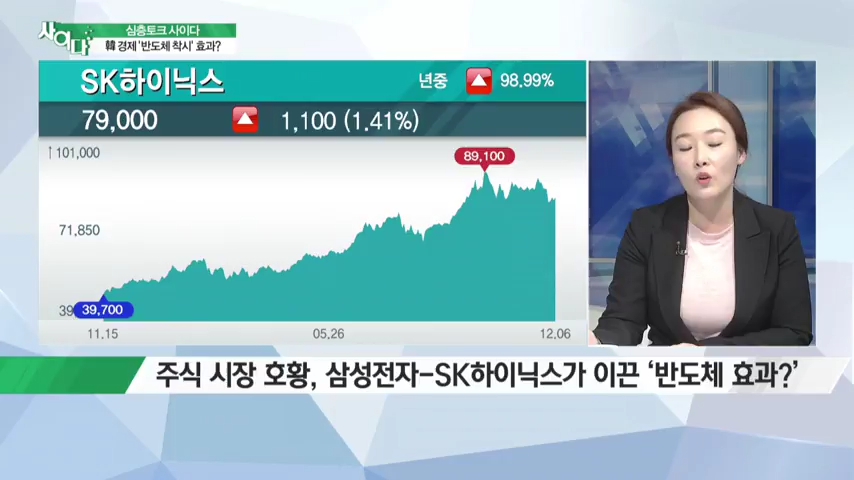 사이다
심층토크 사이다
韓 경제 '반도체 착시' 효과?
SK하이닉스
년중 98.99%
79,000 1,100 (1.41%)
↑101,000
89,100
71,850
39
39,700
11.15 05.26 12.06
주식 시장 호황, 삼성전자-SK하이닉스가 이끈 '반도체 효과?'